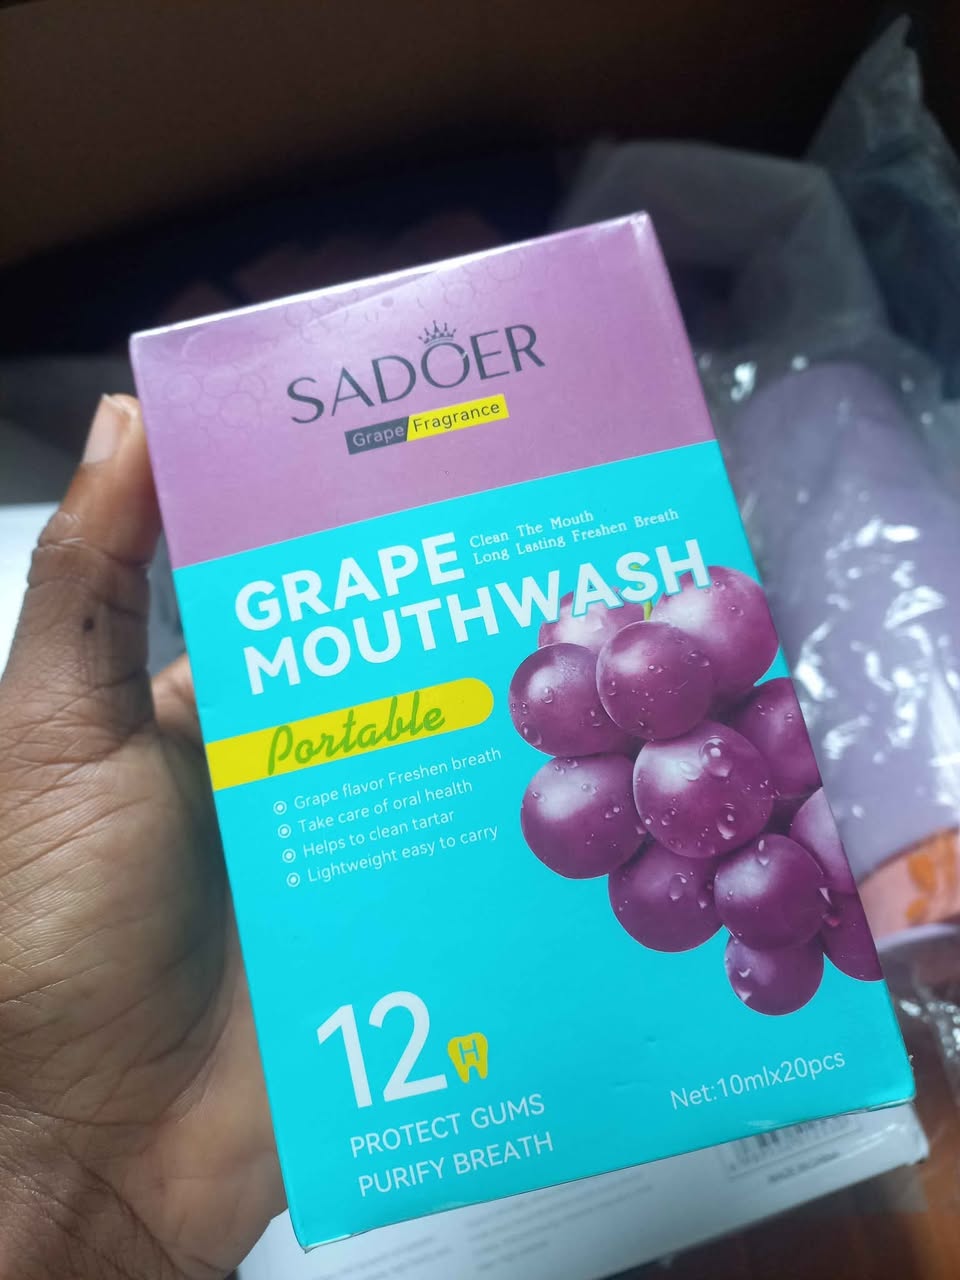 SADOER
Grape Fragrance
GRAPE
Clean The Mouth
Long Lasting Freshen Breath
MOUTHWASH
Portable
Grape flavor Freshen breath
Take care of oral health
Helps to clean tartar
Lightweight easy to carry
12 H
PROTECT GUMS
PURIFY BREATH
Net:10mlx20pcs